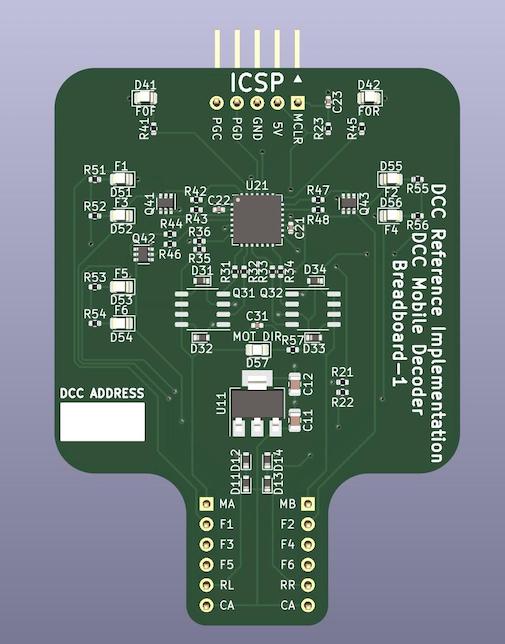 ICSP
D41
F0F
R41
D42
F0R
C23
R23
R45
PGC
PGD
GND
5V
MCLR
R51
F1
D51
R52
F3
D52
Q41
R42
R43
C22
U21
C21
R47
R48
Q43
D55
F2
R55
D56
F4
R56
Q42
R44
R46
R36
R35
R31
R32
R33
R34
D31
D34
R53
F5
D53
Q31
Q32
R54
F6
D54
C31
D32
D33
MOT DIR
R57
D57
DCC Reference Implementation
DCC Mobile Decoder
Breadboard-1
DCC ADDRESS
U11
C12
C11
R21
R22
D12
D11
D14
D13
MA
F1
F3
F5
RL
CA
MB
F2
F4
F6
RR
CA